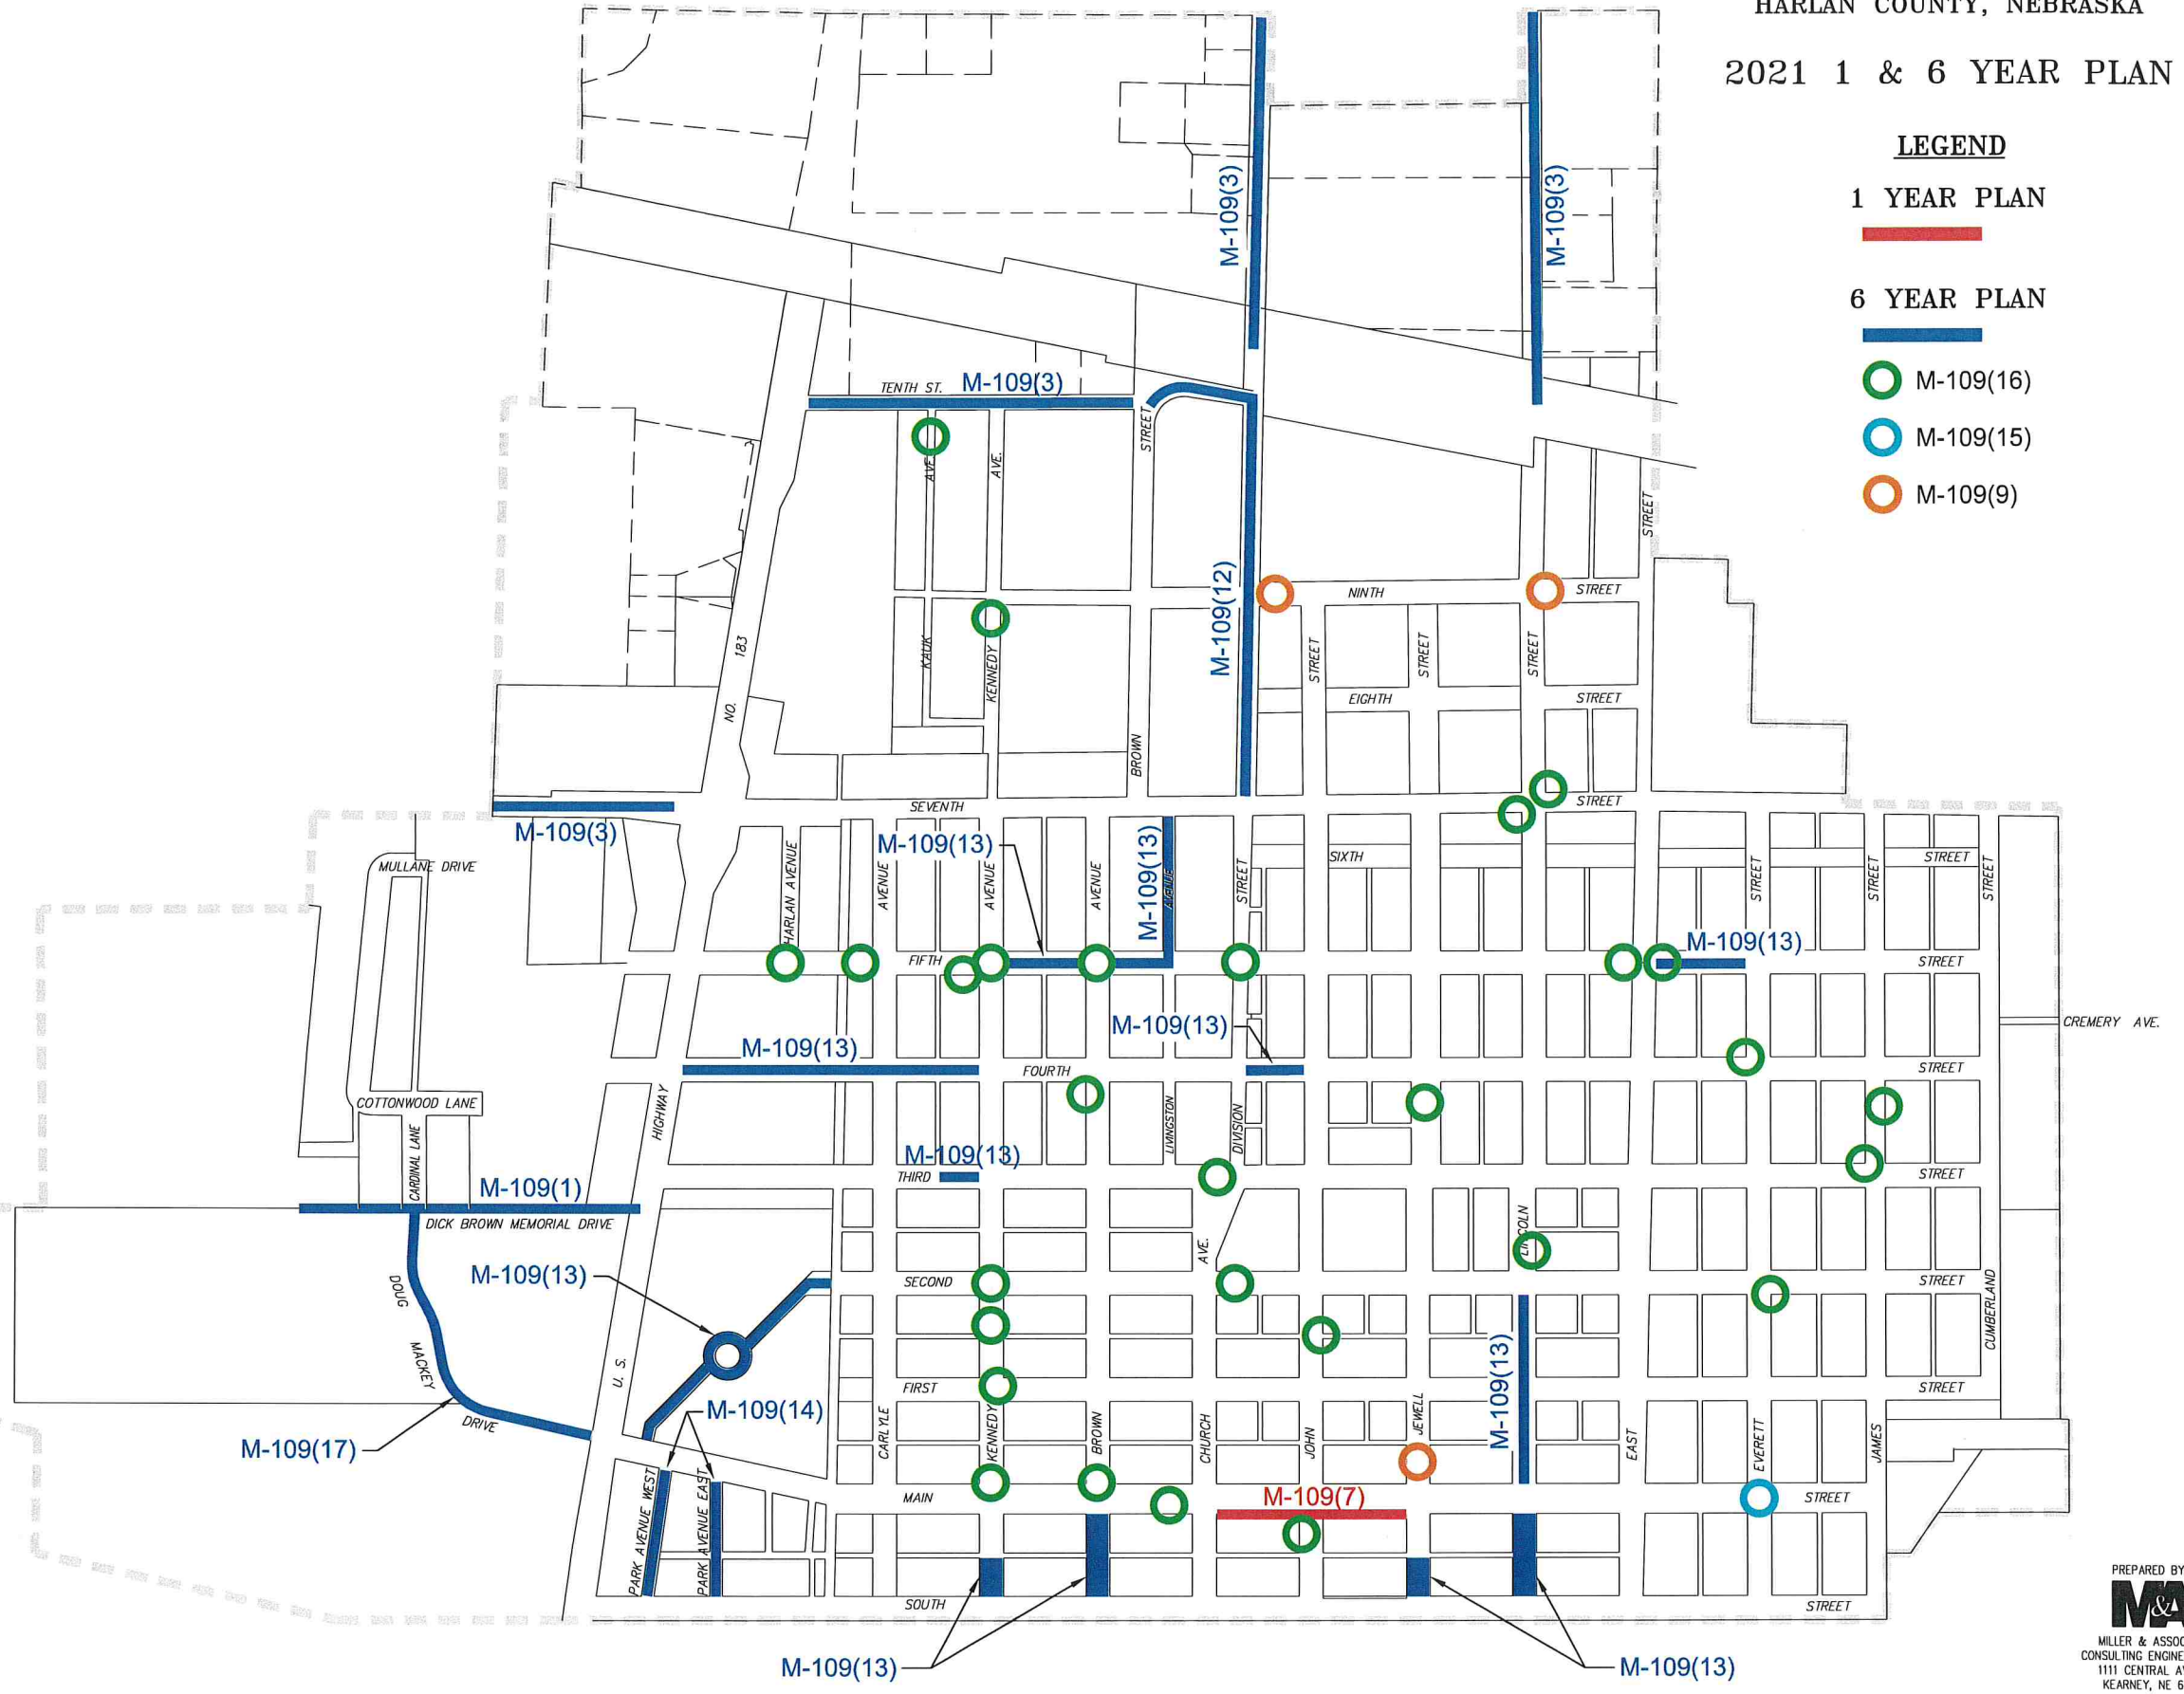 HARLAN COUNTY, NEBRASKA
2021 1 & 6 YEAR PLAN
LEGEND
1 YEAR PLAN
6 YEAR PLAN
M-109(16)
M-109(15)
M-109(9)
M-109(3)
M-109(3)
TENTH ST.
M-109(3)
AVE.
AVE.
STREET
STREET
M-109(12)
NINTH
STREET
NO.
183
KAUK
KENNEDY
BROWN
STREET
STREET
STREET
EIGHTH
STREET
SEVENTH
STREET
M-109(3)
MULLANE DRIVE
HARLAN AVENUE
AVENUE
M-109(13)
AVENUE
AVENUE
M-109(13)
AVENUE
STREET
SIXTH
STREET
STREET
STREET
STREET
FIFTH
M-109(13)
STREET
M-109(13)
CREMERY AVE.
M-109(13)
FOURTH
STREET
COTTONWOOD LANE
CARDINAL LANE
HIGHWAY
LIVINGSTON
DIVISION
M-109(13)
THIRD
STREET
M-109(1)
DICK BROWN MEMORIAL DRIVE
AVE.
LINCOLN
M-109(13)
SECOND
STREET
CUMBERLAND
DOUG
MACKEY
DRIVE
U. S.
M-109(13)
FIRST
STREET
M-109(14)
M-109(17)
CARLYLE
KENNEDY
BROWN
CHURCH
JOHN
JEWELL
EAST
EVERETT
JAMES
PARK AVENUE WEST
PARK AVENUE EAST
MAIN
M-109(7)
STREET
SOUTH
STREET
M-109(13)
M-109(13)
PREPARED BY
M&A
MILLER &
CONSULTING
1111 CENTRAL
KEARNEY, NE